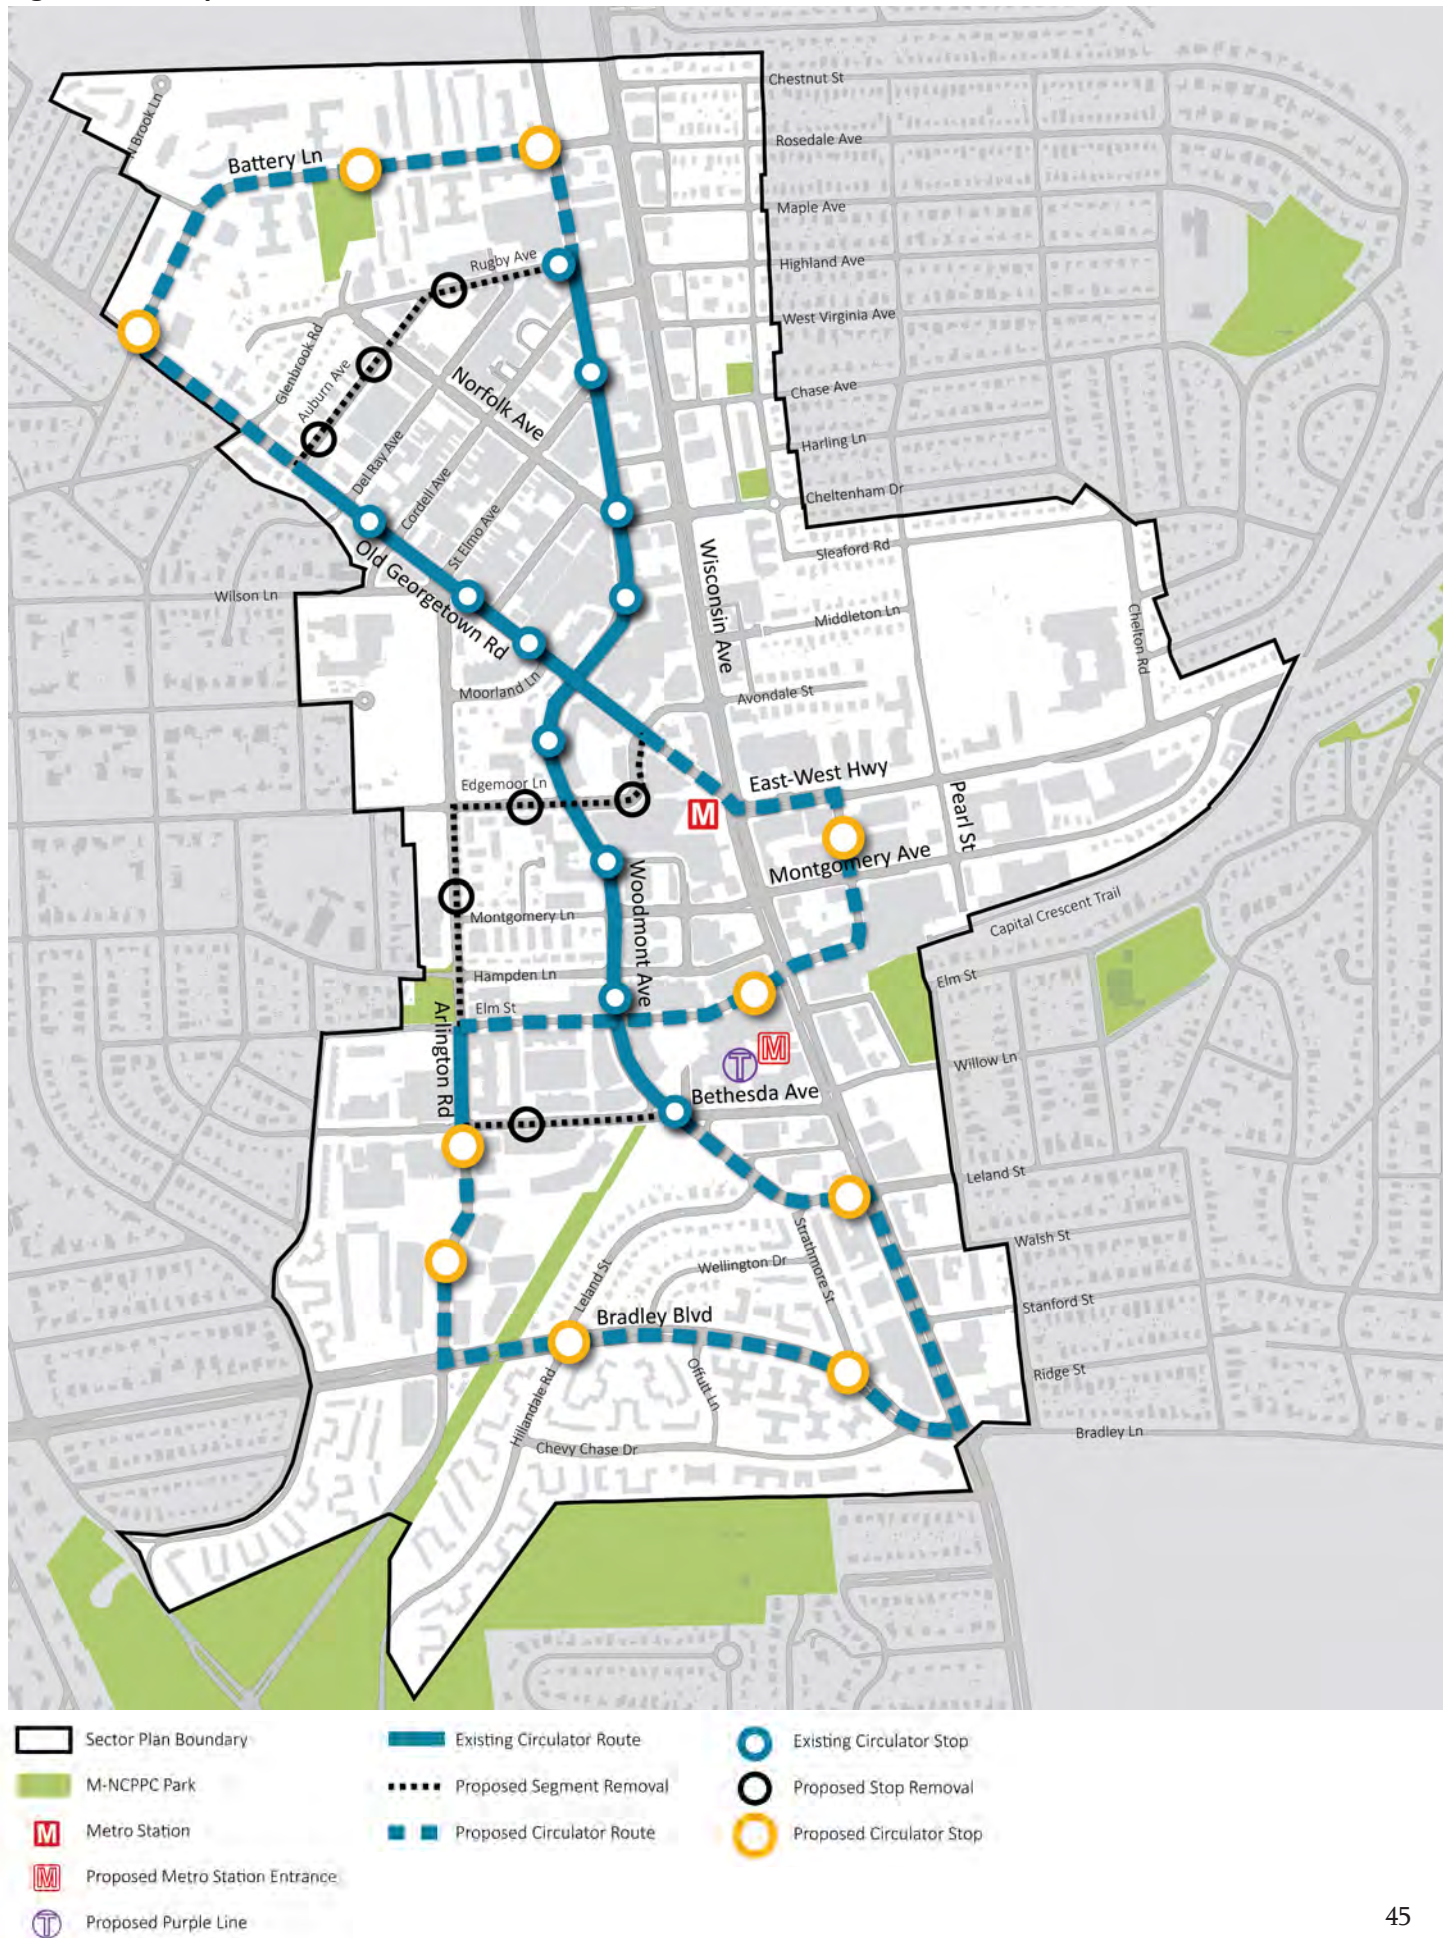 Chestnut St
N Brook Ln
Rosedale Ave
Battery Ln
Maple Ave
Rugby Ave
Highland Ave
West Virginia Ave
Glenbrook Rd
Auburn Ave
Norfolk Ave
Chase Ave
Harling Ln
Del Ray Ave
Cordell Ave
Cheltenham Dr
St Elmo Ave
Old Georgetown Rd
Wisconsin Ave
Sleaford Rd
Wilson Ln
Middleton Ln
Chelton Rd
Moorland Ln
Avondale St
East-West Hwy
Edgemoor Ln
M
Pearl St
Montgomery Ave
Woodmont Ave
Montgomery Ln
Capital Crescent Trail
Hampden Ln
Elm St
Elm St
Arlington Rd
M
T
Willow Ln
Bethesda Ave
Leland St
Strathmore St
Walsh St
Wellington Dr
Leland St
Stanford St
Bradley Blvd
Offutt Ln
Ridge St
Hillandale Rd
Bradley Ln
Chevy Chase Dr
Sector Plan Boundary
M-NCPPC Park
M Metro Station
M Proposed Metro Station Entrance
T Proposed Purple Line
Existing Circulator Route
Proposed Segment Removal
Proposed Circulator Route
Existing Circulator Stop
Proposed Stop Removal
Proposed Circulator Stop
45